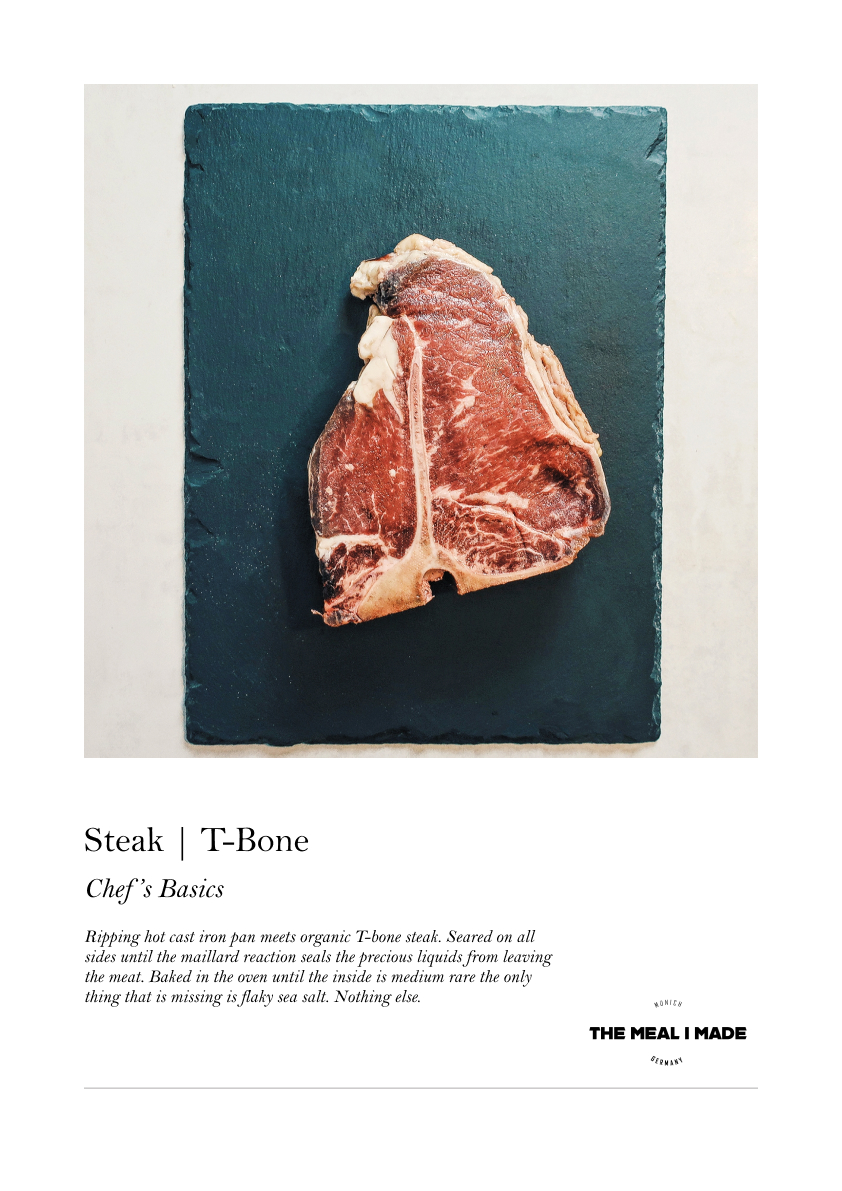 Steak | T-Bone
Chef's Basics
Ripping hot cast iron pan meets organic T-bone steak. Seared on all
sides until the maillard reaction seals the precious liquids from leaving
the meat. Baked in the oven until the inside is medium rare the only
thing that is missing is flaky sea salt. Nothing else.
MONICH
THE MEAL I MADE
GERMANY